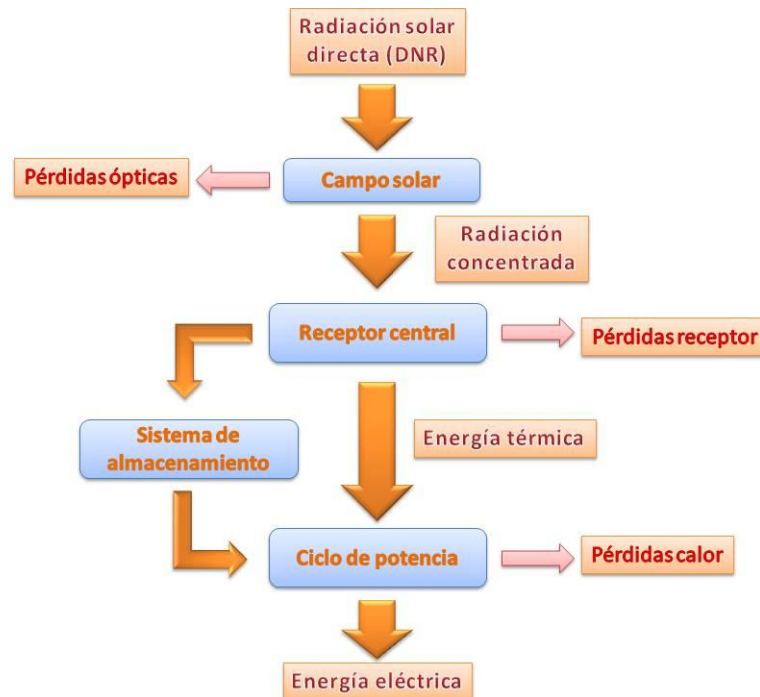 Radiación solar
directa (DNR)
Pérdidas ópticas
Campo solar
Radiación
concentrada
Receptor central
Pérdidas receptor
Sistema de
almacenamiento
Energía térmica
Ciclo de potencia
Pérdidas calor
Energía eléctrica